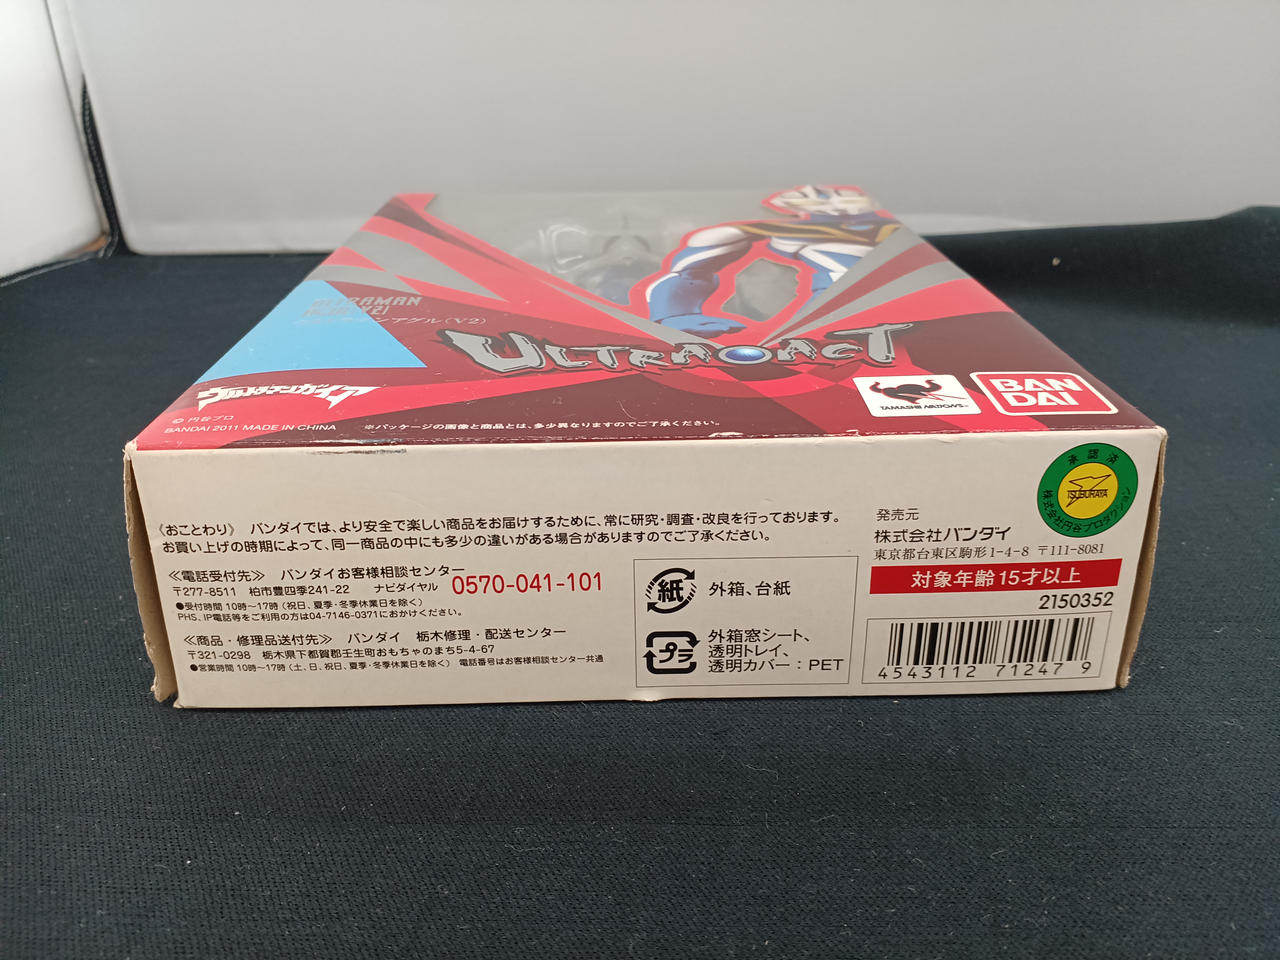 ウルトラマンアグル(V2)
ULTRA-ACT
ウルトラマンガイア
© 円谷プロ
BANDAI 2011 MADE IN CHINA
※パッケージの画像と商品とは、多少異なりますのでご了承ください。
TAMASHII NATIONS
BAN
DAI
《おことわり》 バンダイでは、より安全で楽しい商品をお届けするために、常に研究・調査・改良を行っております。
お買い上げの時期によって、同一商品の中にも多少の違いがある場合がありますのでご了承ください。
≪電話受付先≫ バンダイお客様相談センター
〒277-8511 柏市豊四季241-22 ナビダイヤル 0570-041-101
●受付時間 10時〜17時(祝日、夏季・冬季休業日を除く)
PHS、IP電話等をご利用の方は04-7146-0371におかけください。
≪商品・修理品送付先≫ バンダイ 栃木修理・配送センター
〒321-0298 栃木県下都賀郡壬生町おもちゃのまち5-4-67
●営業時間 10時〜17時(土、日、祝日、夏季・冬季休業日を除く) 電話番号はお客様相談センター共通
紙
外箱、台紙
プラ
外箱窓シート、
透明トレイ、
透明カバー：PET
承認済
TSUBURAYA
株式会社円谷プロダクション
発売元
株式会社バンダイ
東京都台東区駒形1-4-8 〒111-8081
対象年齢15才以上
2150352
4543112 712479